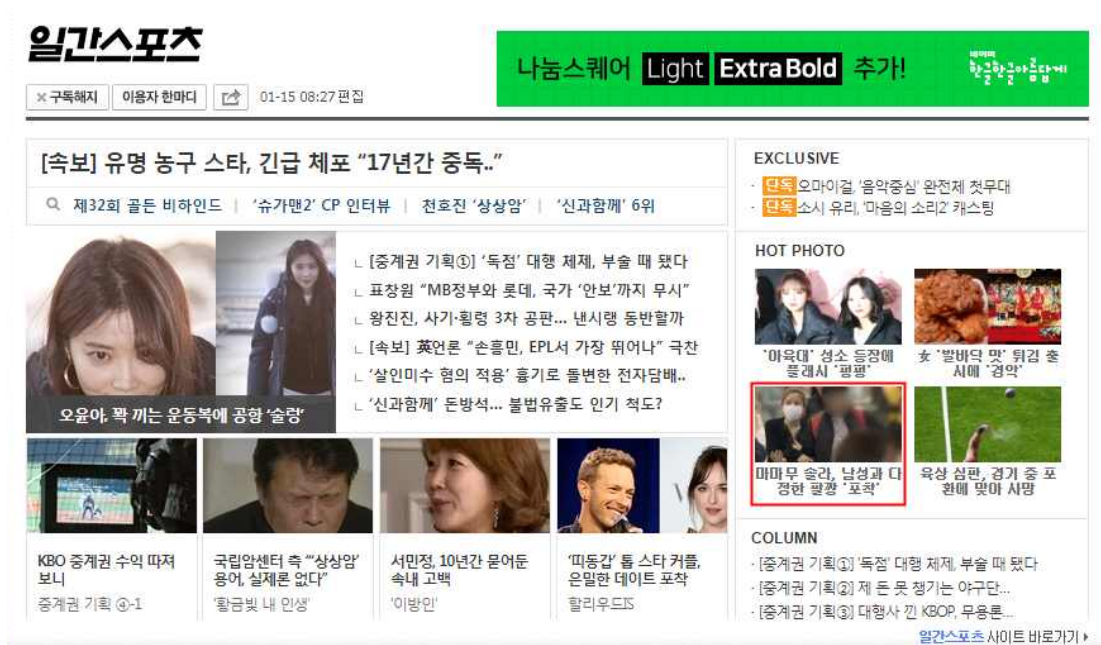 일간스포츠
나눔스퀘어 Light ExtraBold 추가!
네이버
한글한글아름답게
× 구독해지 이용자 한마디 01-15 08:27 편집
[속보] 유명 농구 스타, 긴급 체포 “17년간 중독..”
제32회 골든 비하인드 | ‘슈가맨2’ CP 인터뷰 | 천호진 ‘상상암’ | ‘신과함께’ 6위
오윤아, 꽉 끼는 운동복에 공항 ‘술렁’
ㄴ [중계권 기획①] ‘독점’ 대행 체제, 부술 때 됐다
ㄴ 표창원 “MB정부와 롯데, 국가 ‘안보’까지 무시”
ㄴ 왕진진, 사기·횡령 3차 공판... 낸시랭 동반할까
ㄴ [속보] 英언론 “손흥민, EPL서 가장 뛰어나” 극찬
ㄴ ‘살인미수 혐의 적용’ 흉기로 돌변한 전자담배..
ㄴ ‘신과함께’ 돈방석... 불법유출도 인기 척도?
KBO 중계권 수익 따져
보니
중계권 기획 ④-1
국립암센터 측 “‘상상암’
용어, 실제론 없다”
‘황금빛 내 인생’
서민정, 10년간 묻어둔
속내 고백
‘이방인’
‘띠동갑’ 톱 스타 커플,
은밀한 데이트 포착
할리우드IS
EXCLUSIVE
· 단독 오마이걸, ‘음악중심’ 완전체 첫무대
· 단독 소시 유리, ‘마음의 소리2’ 캐스팅
HOT PHOTO
‘아육대’ 성소 등장에
플래시 ‘펑펑’
女 ‘발바닥 맛’ 튀김 출
시에 ‘경악’
마마무 솔라, 남성과 다
정한 팔짱 ‘포착’
육상 심판, 경기 중 포
환에 맞아 사망
COLUMN
· [중계권 기획①] ‘독점’ 대행 체제, 부술 때 됐다
· [중계권 기획②] 제 돈 못 챙기는 야구단...
· [중계권 기획③] 대행사 낀 KBOP, 무용론...
일간스포츠 사이트 바로가기